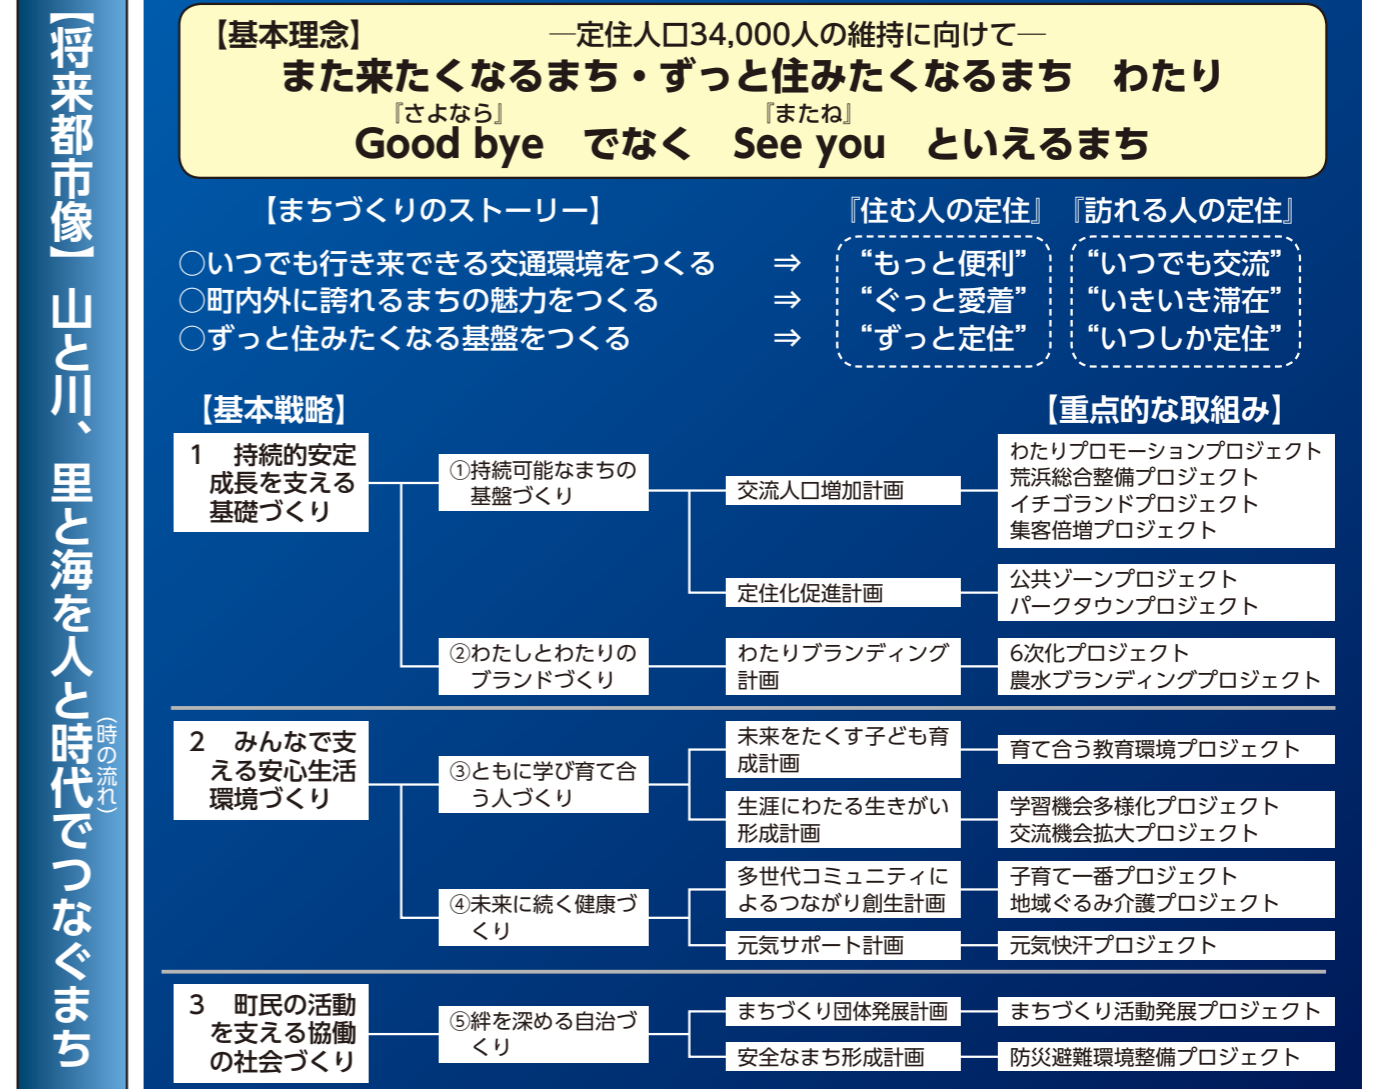 【将来都市像】山と川、里と海を人と時代でつなぐまち
（時の流れ）
【基本理念】 ―定住人口34,000人の維持に向けて―
また来たくなるまち・ずっと住みたくなるまち　わたり
『さよなら』 『またね』
Good bye　でなく　See you　といえるまち
【まちづくりのストーリー】 『住む人の定住』 『訪れる人の定住』
○いつでも行き来できる交通環境をつくる ⇒ “もっと便利” “いつでも交流”
○町内外に誇れるまちの魅力をつくる ⇒ “ぐっと愛着” “いきいき滞在”
○ずっと住みたくなる基盤をつくる ⇒ “ずっと定住” “いつしか定住”
【基本戦略】 【重点的な取組み】
1　持続的安定
成長を支える
基礎づくり
①持続可能なまちの
基盤づくり
交流人口増加計画
わたりプロモーションプロジェクト
荒浜総合整備プロジェクト
イチゴランドプロジェクト
集客倍増プロジェクト
定住化促進計画
公共ゾーンプロジェクト
パークタウンプロジェクト
②わたしとわたりの
ブランドづくり
わたりブランディング
計画
6次化プロジェクト
農水ブランディングプロジェクト
2　みんなで支
える安心生活
環境づくり
③ともに学び育て合
う人づくり
未来をたくす子ども育
成計画
育て合う教育環境プロジェクト
生涯にわたる生きがい
形成計画
学習機会多様化プロジェクト
交流機会拡大プロジェクト
④未来に続く健康づ
くり
多世代コミュニティに
よるつながり創生計画
子育て一番プロジェクト
地域ぐるみ介護プロジェクト
元気サポート計画
元気快汗プロジェクト
3　町民の活動
を支える協働
の社会づくり
⑤絆を深める自治づ
くり
まちづくり団体発展計画
まちづくり活動発展プロジェクト
安全なまち形成計画
防災避難環境整備プロジェクト